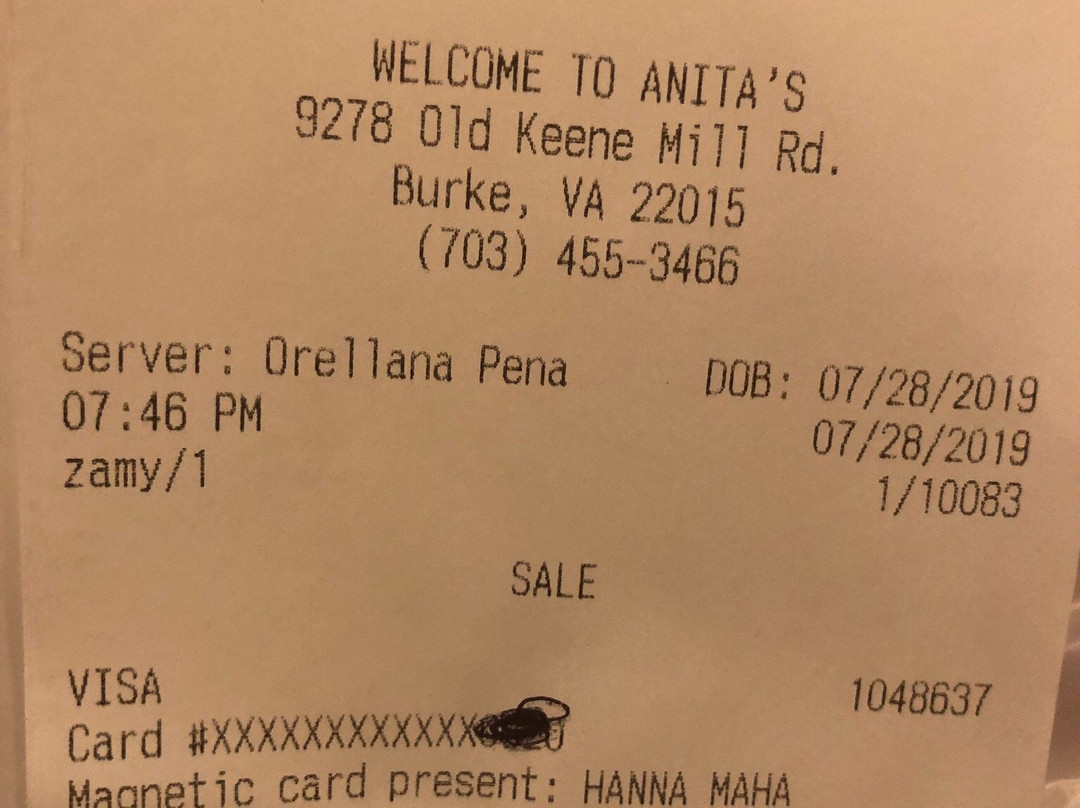 WELCOME TO ANITA'S
9278 Old Keene Mill Rd.
Burke, VA 22015
(703) 455-3466
Server: Orellana Pena DOB: 07/28/2019
07:46 PM 07/28/2019
zamy/1 1/10083
SALE
VISA 1048637
Card #XXXXXXXXXXXX
Magnetic card present: HANNA MAHA